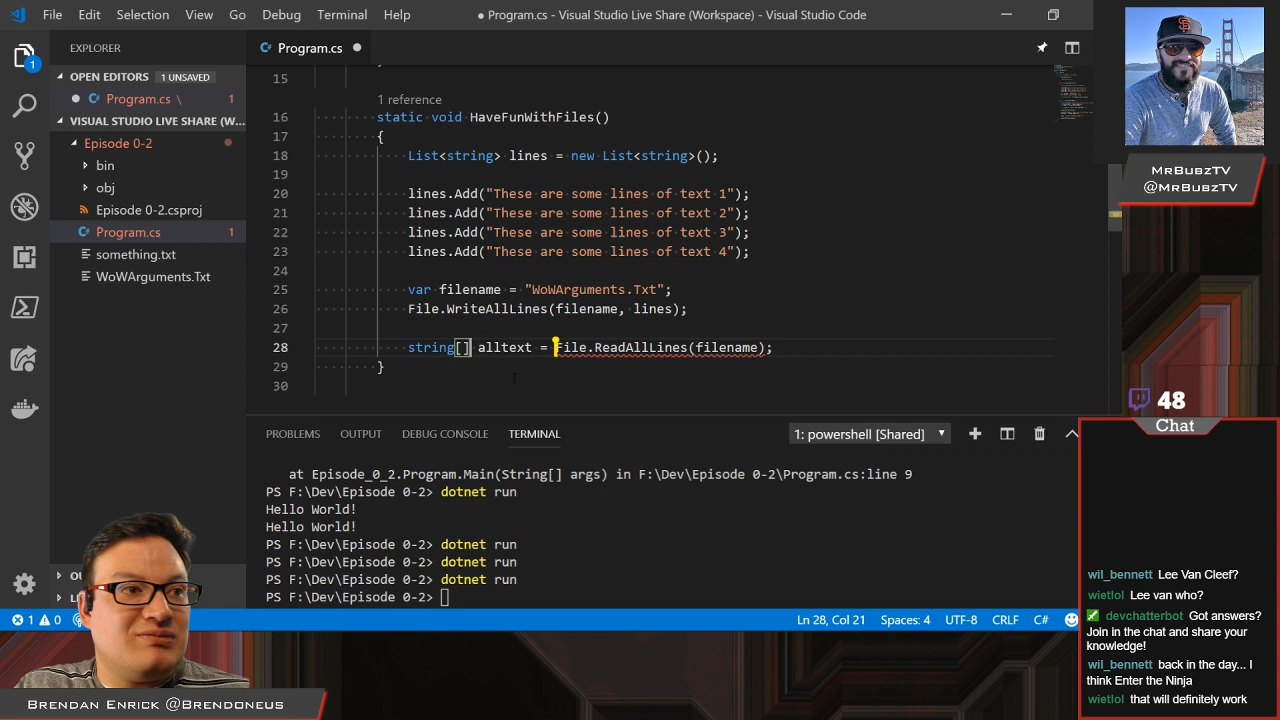 File Edit Selection View Go Debug Terminal Help
● Program.cs - Visual Studio Live Share (Workspace) - Visual Studio Code
EXPLORER
OPEN EDITORS 1 UNSAVED
Program.cs \ 1
VISUAL STUDIO LIVE SHARE (W...
Episode 0-2
bin
obj
Episode 0-2.csproj
Program.cs 1
something.txt
WoWArguments.Txt
1
Program.cs
15
1 reference
16 static void HaveFunWithFiles()
17 {
18 List<string> lines = new List<string>();
19
20 lines.Add("These are some lines of text 1");
21 lines.Add("These are some lines of text 2");
22 lines.Add("These are some lines of text 3");
23 lines.Add("These are some lines of text 4");
24
25 var filename = "WoWArguments.Txt";
26 File.WriteAllLines(filename, lines);
27
28 string[] alltext = File.ReadAllLines(filename);
29 }
30
PROBLEMS OUTPUT DEBUG CONSOLE TERMINAL
1: powershell [Shared]
at Episode_0_2.Program.Main(String[] args) in F:\Dev\Episode 0-2\Program.cs:line 9
PS F:\Dev\Episode 0-2> dotnet run
Hello World!
Hello World!
PS F:\Dev\Episode 0-2> dotnet run
PS F:\Dev\Episode 0-2> dotnet run
PS F:\Dev\Episode 0-2> dotnet run
PS F:\Dev\Episode 0-2>
1 0
Ln 28, Col 21 Spaces: 4 UTF-8 CRLF C#
BRENDAN ENRICK @BRENDONEUS
MRBUBZTV
@MRBUBZTV
48
Chat
wil_bennett Lee Van Cleef?
wietlol Lee van who?
devchatterbot Got answers?
Join in the chat and share your
knowledge!
wil_bennett back in the day... I
think Enter the Ninja
wietlol that will definitely work